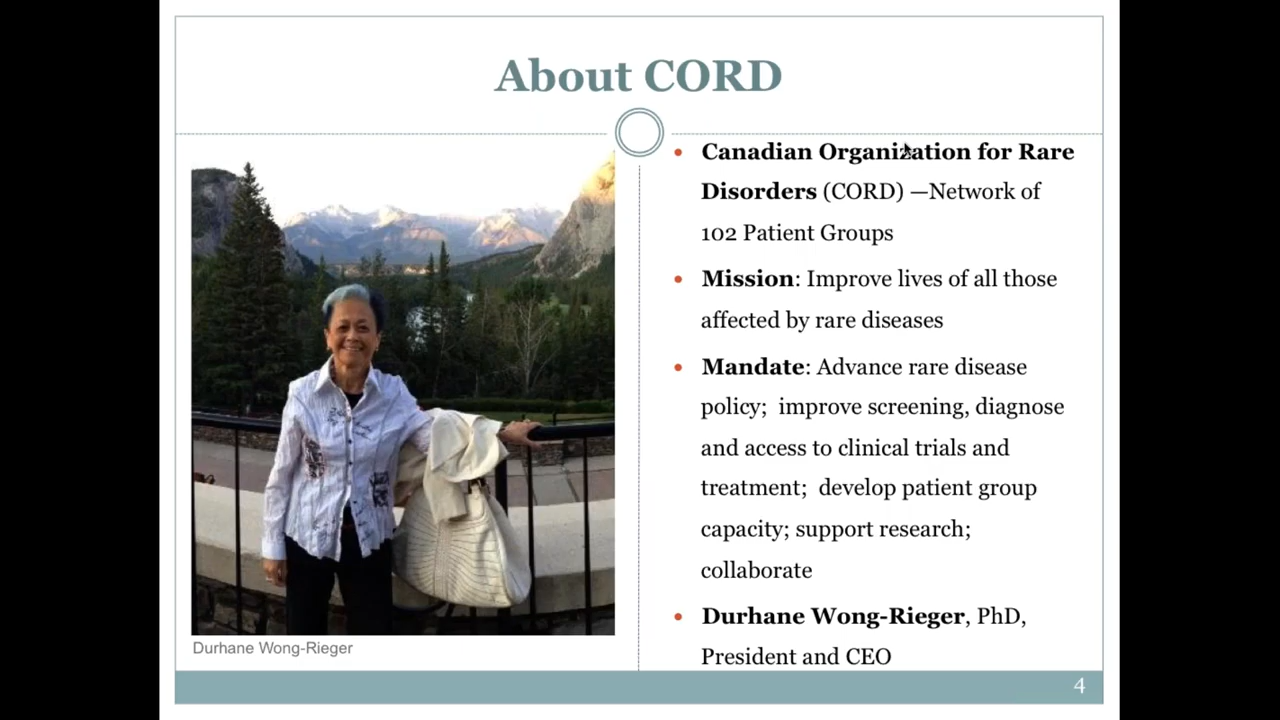 About CORD
Canadian Organization for Rare
Disorders (CORD) —Network of
102 Patient Groups
Mission: Improve lives of all those
affected by rare diseases
Mandate: Advance rare disease
policy;  improve screening, diagnose
and access to clinical trials and
treatment;  develop patient group
capacity; support research;
collaborate
Durhane Wong-Rieger, PhD,
President and CEO
Durhane Wong-Rieger
4